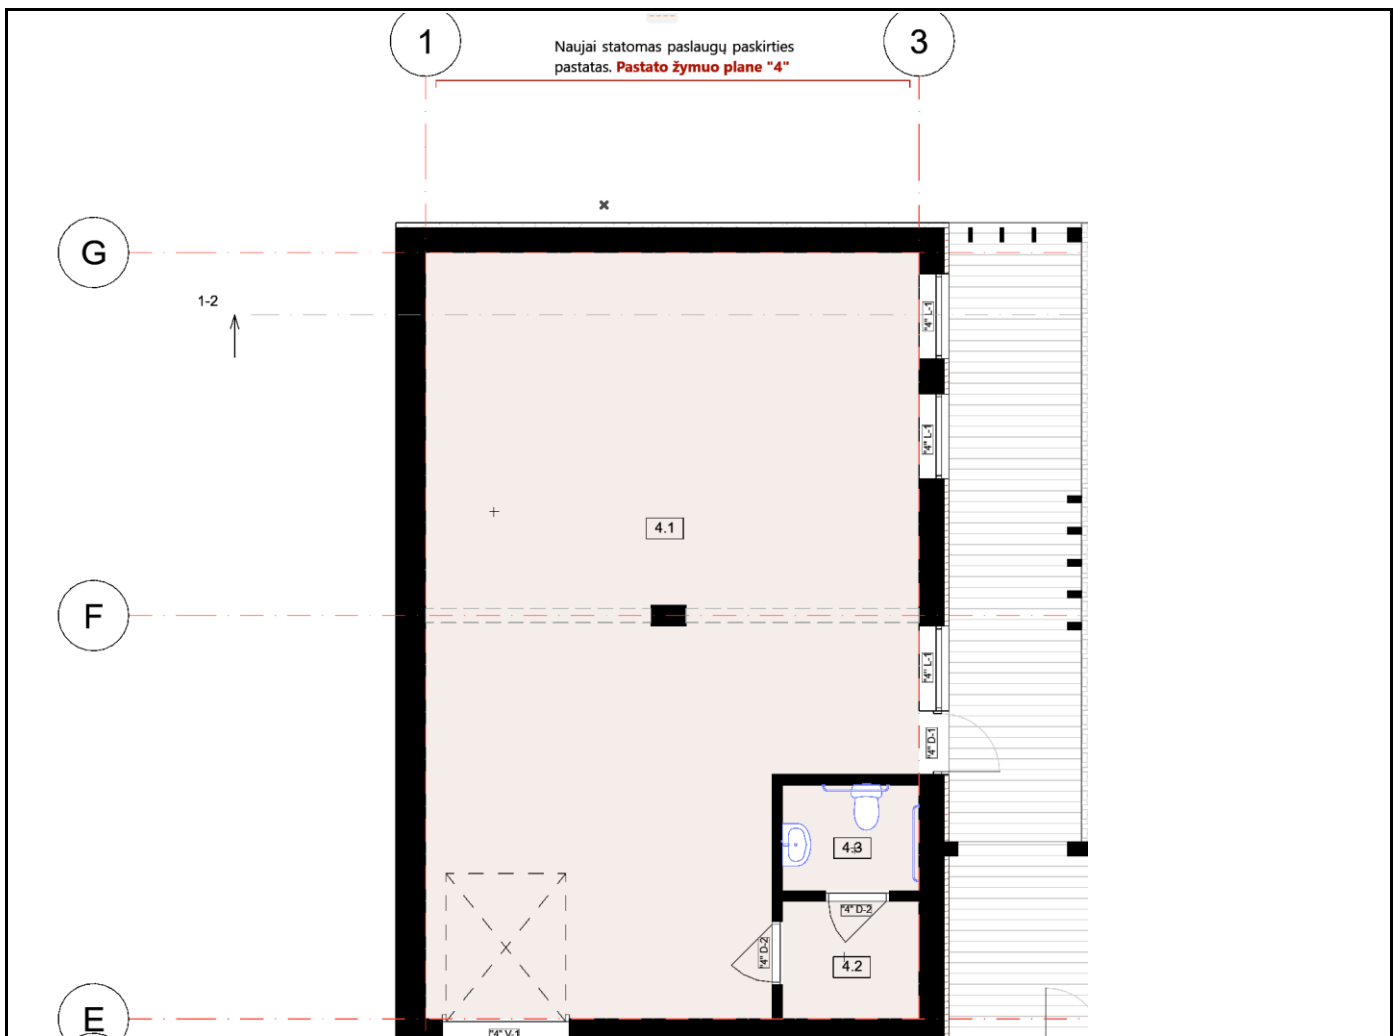 1
3
Naujai statomas paslaugų paskirties
pastatas. Pastato žymuo plane "4"
G
1-2
"4" L-1
"4" L-1
4.1
F
"4" L-1
"4" D-1
4.3
"4" D-2
"4" D-2
4.2
E
"4" V-1